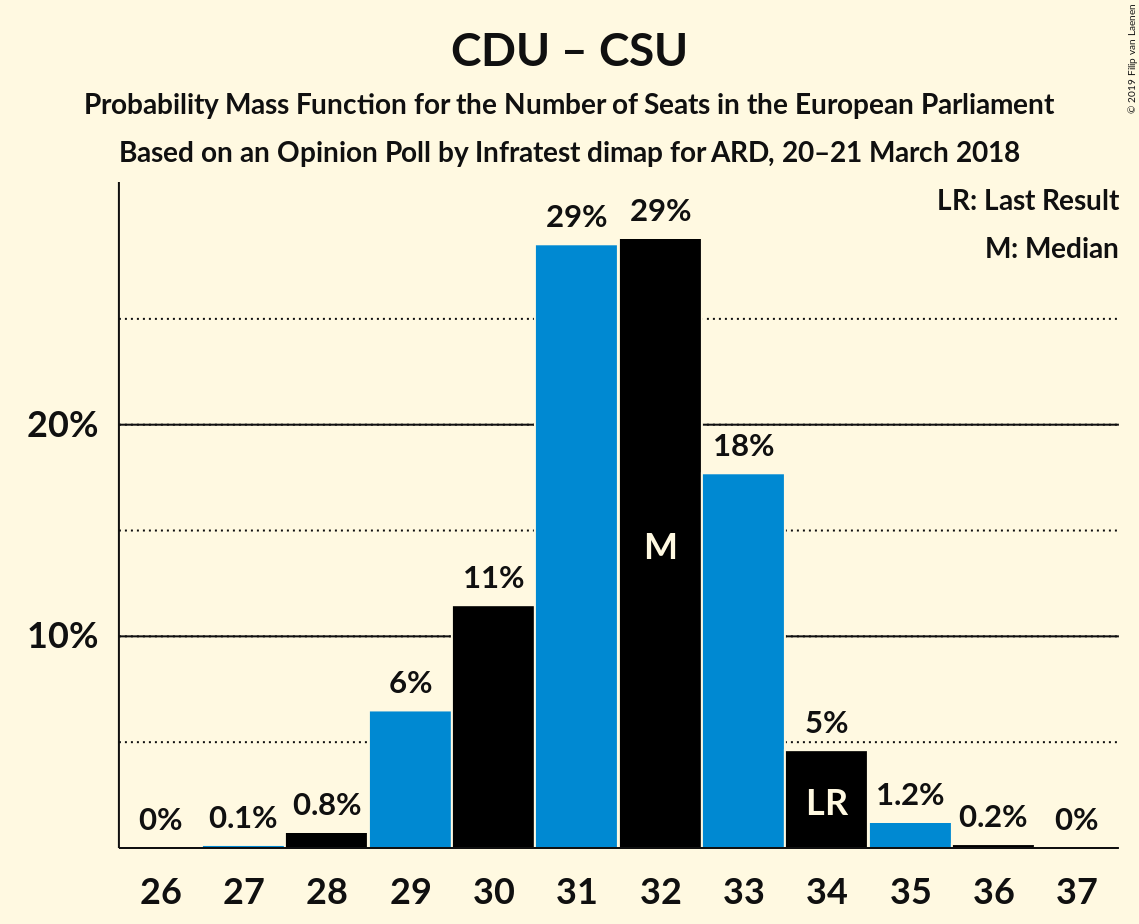 CDU – CSU
Probability Mass Function for the Number of Seats in the European Parliament
Based on an Opinion Poll by Infratest dimap for ARD, 20–21 March 2018
© 2019 Filip van Laenen
LR: Last Result
M: Median
29%
29%
20%
18%
M
11%
10%
6%
5%
LR
0%
0.1%
0.8%
1.2%
0.2%
0%
26 27 28 29 30 31 32 33 34 35 36 37